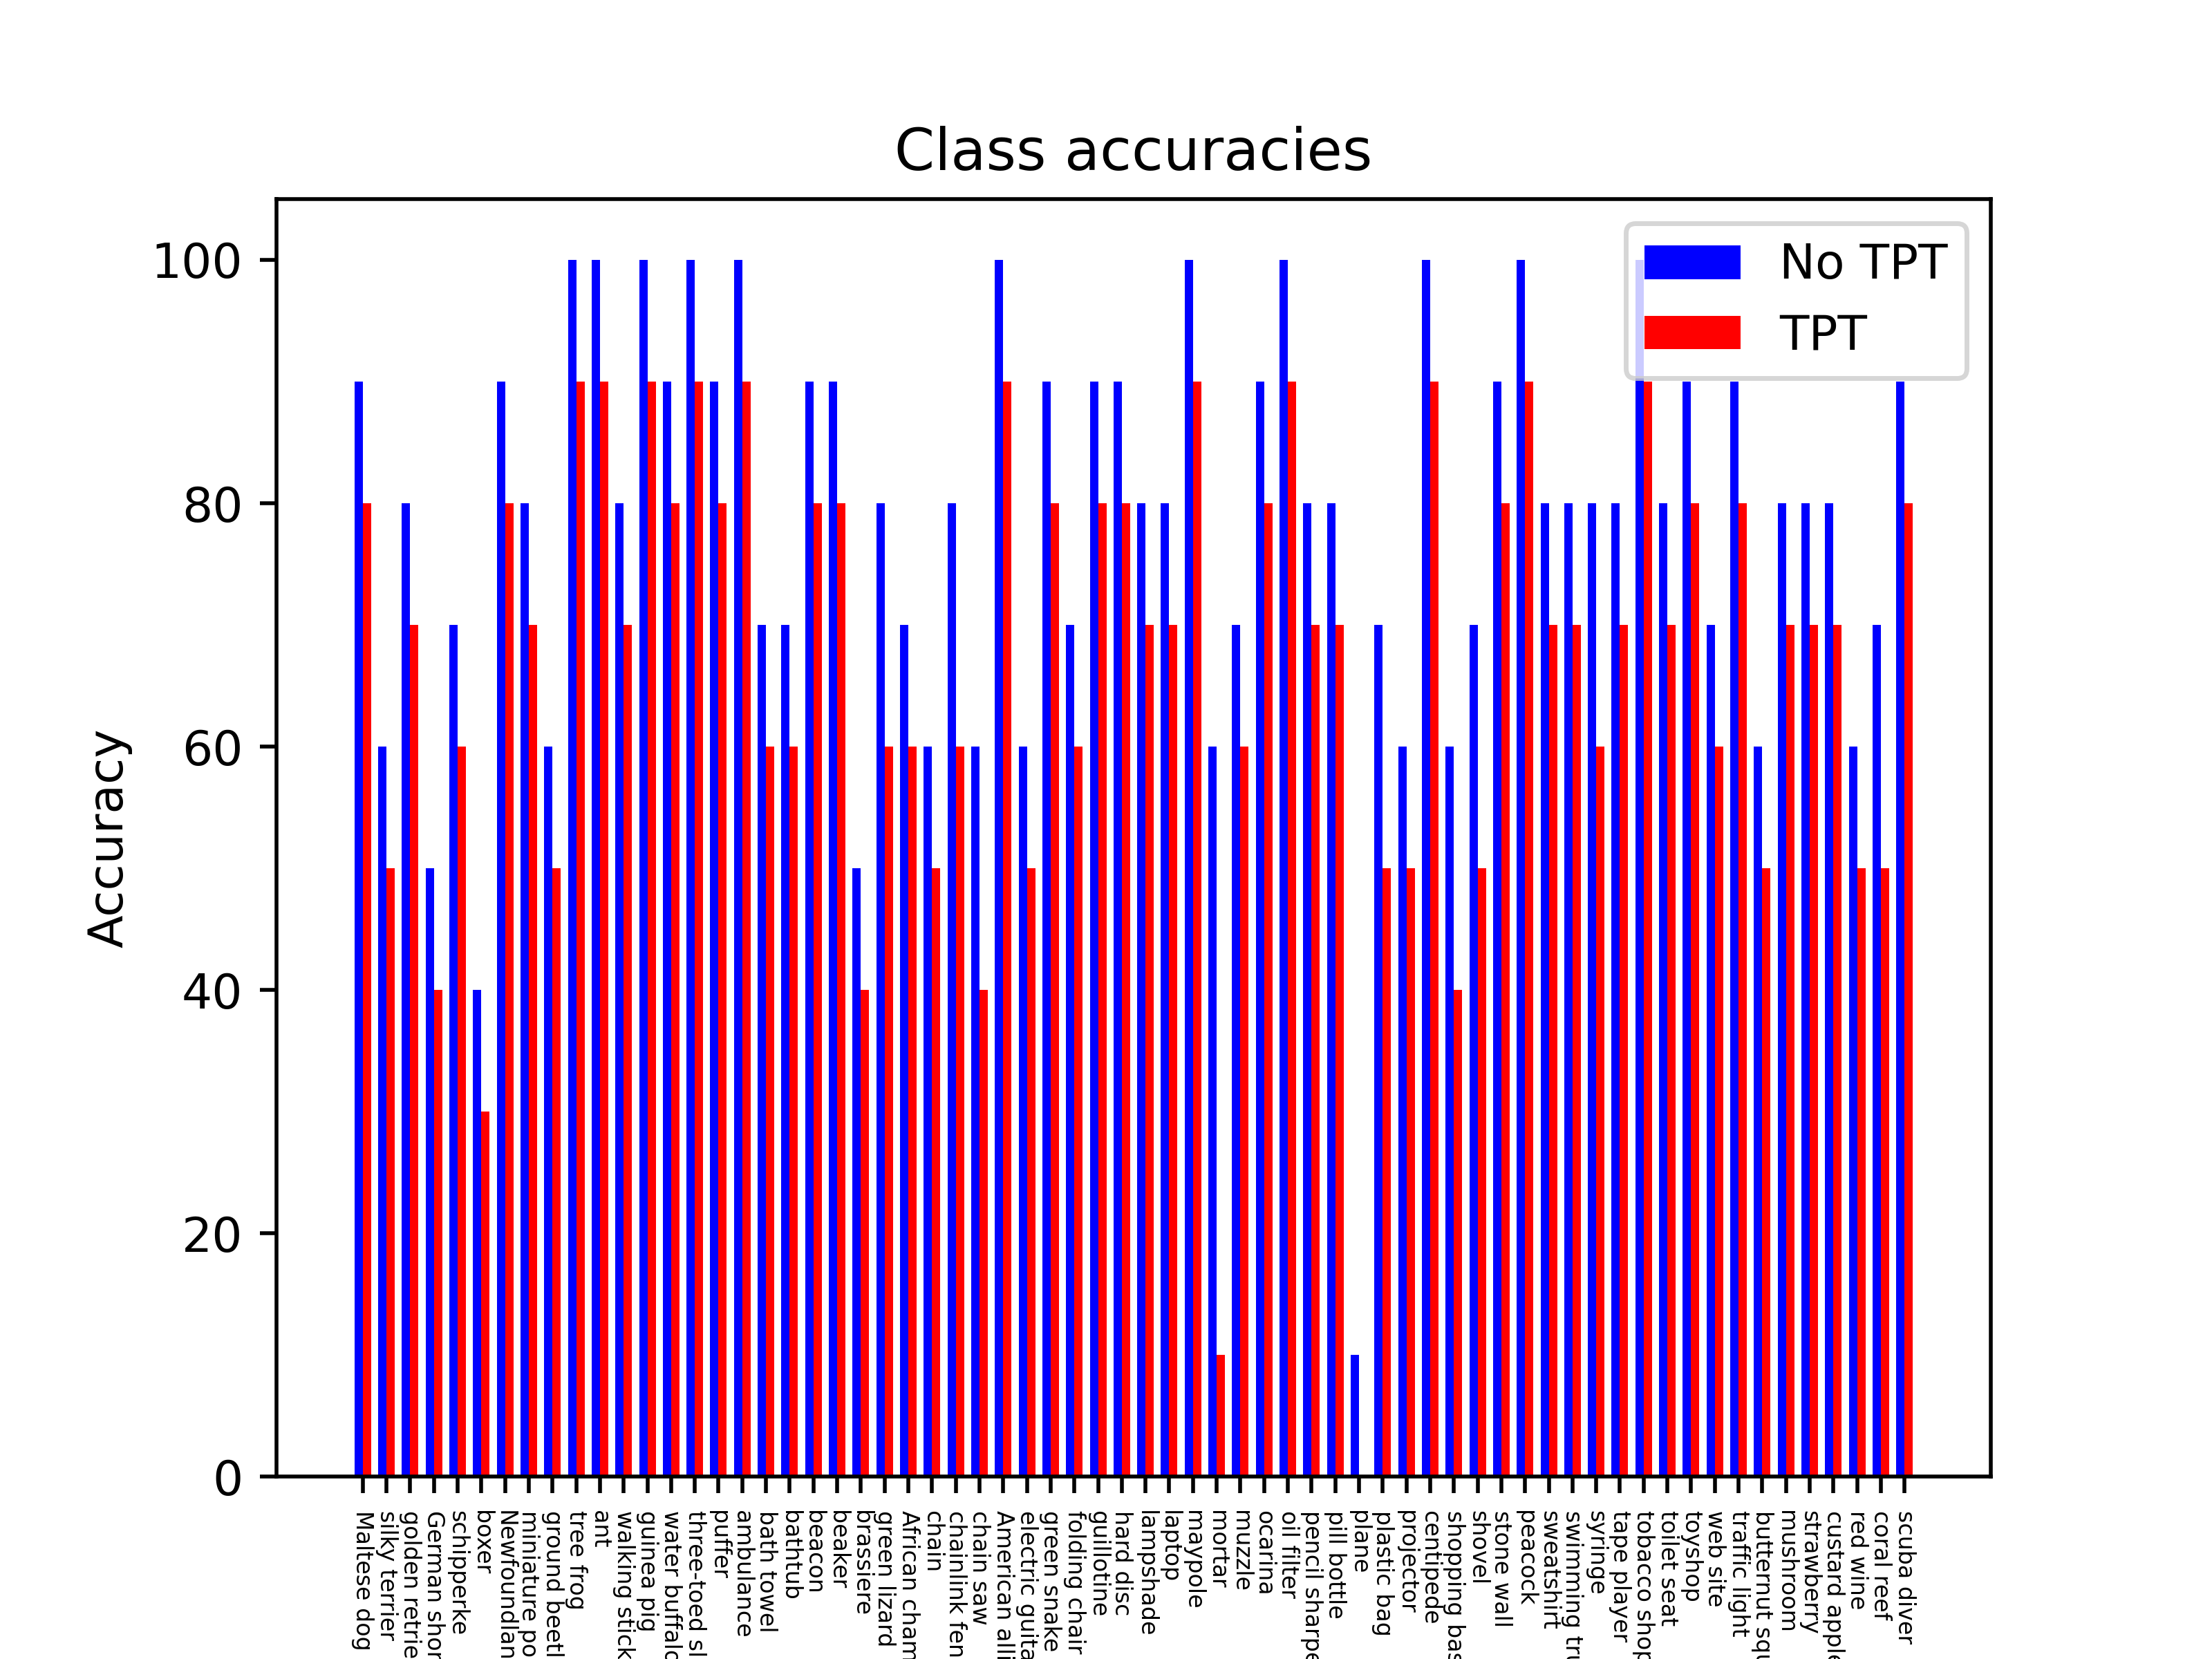 Class accuracies
No TPT
TPT
Accuracy
100
80
60
40
20
0
Maltese dog
silky terrier
golden retrie
German shor
schipperke
boxer
Newfoundlan
miniature po
ground beetl
tree frog
ant
walking stick
guinea pig
water buffalo
three-toed sl
puffer
ambulance
bath towel
bathtub
beacon
beaker
brassiere
green lizard
African cham
chain
chainlink fen
chain saw
American alli
electric guita
green snake
folding chair
guillotine
hard disc
lampshade
laptop
maypole
mortar
muzzle
ocarina
oil filter
pencil sharpe
pill bottle
plane
plastic bag
projector
centipede
shopping bas
shovel
stone wall
peacock
sweatshirt
swimming tru
syringe
tape player
tobacco shop
toilet seat
toyshop
web site
traffic light
butternut squ
mushroom
strawberry
custard apple
red wine
coral reef
scuba diver